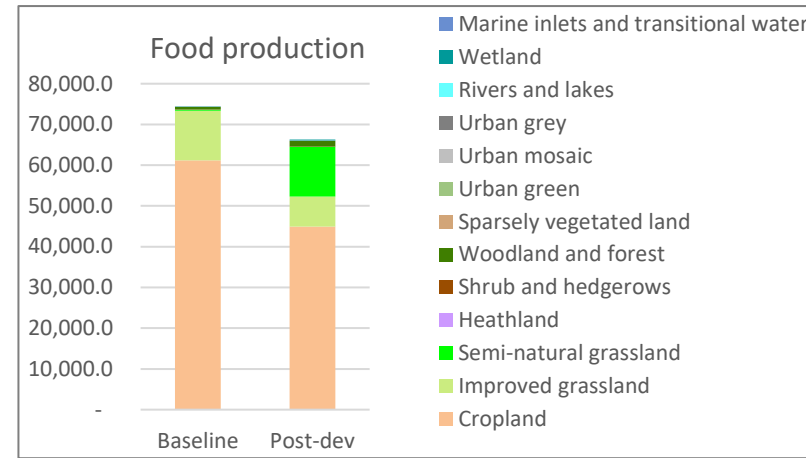 Food production
80,000.0
70,000.0
60,000.0
50,000.0
40,000.0
30,000.0
20,000.0
10,000.0
-
Baseline Post-dev
Marine inlets and transitional water
Wetland
Rivers and lakes
Urban grey
Urban mosaic
Urban green
Sparsely vegetated land
Woodland and forest
Shrub and hedgerows
Heathland
Semi-natural grassland
Improved grassland
Cropland